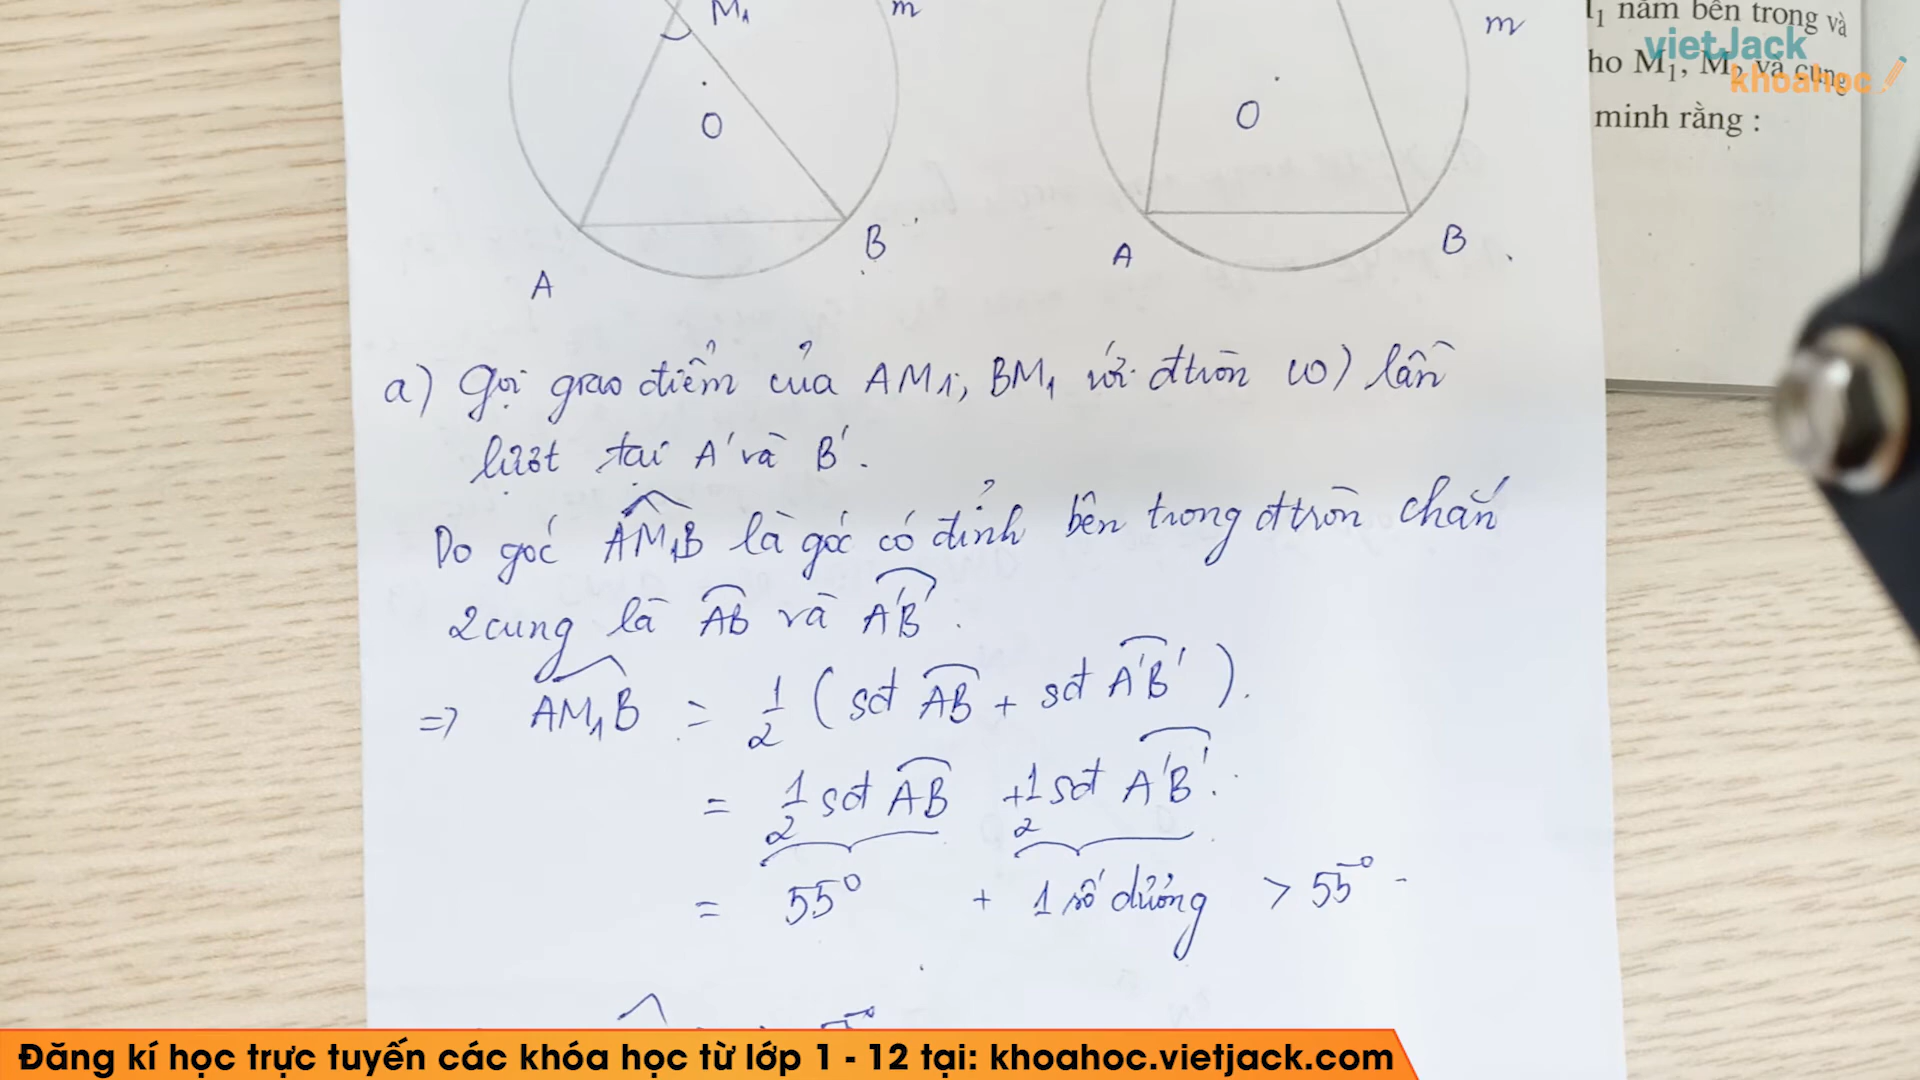 M₁
m
m
O
O
A
B
A
B
1 nằm bên trong và
ho M₁, M₂ và cung
minh rằng :
vietJack
khoahoc
a) Gọi giao điểm của AM₁; BM₁ với đtròn (O) lần
lượt tại A' và B'.
Do góc AM₁B là góc có đỉnh bên trong đtròn chắn
2 cung là AB và A'B'.
=> AM₁B = 1/2 (sđ AB + sđ A'B').
= 1/2 sđ AB + 1/2 sđ A'B'.
= 55° + 1 số dương > 55°
Đăng kí học trực tuyến các khóa học từ lớp 1 - 12 tại: khoahoc.vietjack.com